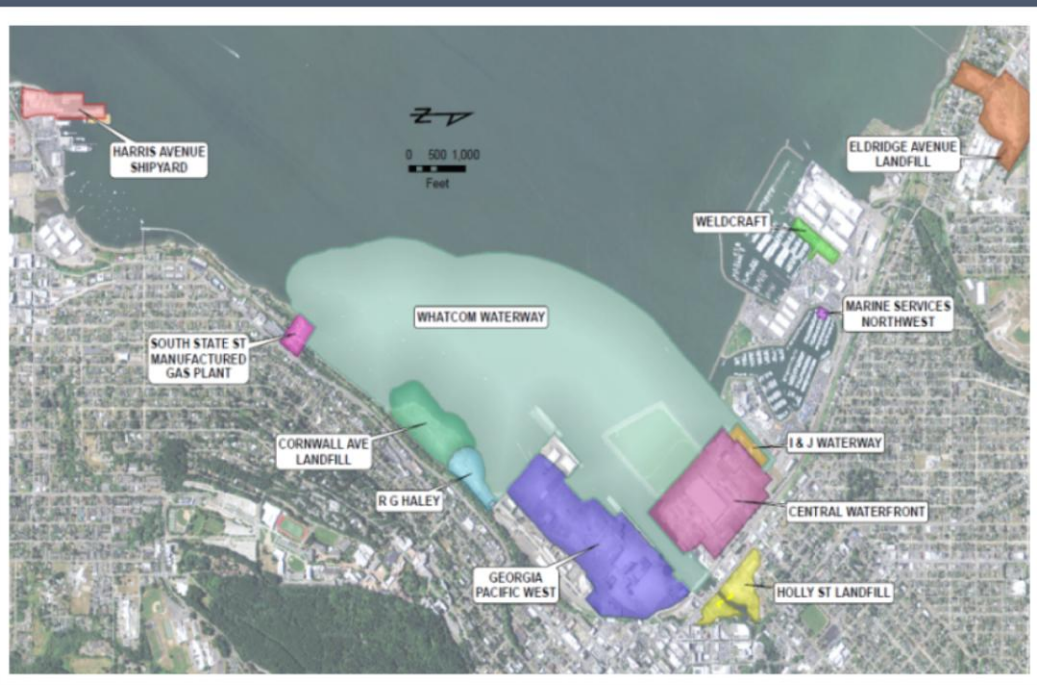 HARRIS AVENUE
SHIPYARD
N
0 500 1,000
Feet
ELDRIDGE AVENUE
LANDFILL
WELDCRAFT
MARINE SERVICES
NORTHWEST
WHATCOM WATERWAY
SOUTH STATE ST
MANUFACTURED
GAS PLANT
CORNWALL AVE
LANDFILL
I & J WATERWAY
R G HALEY
CENTRAL WATERFRONT
GEORGIA
PACIFIC WEST
HOLLY ST LANDFILL